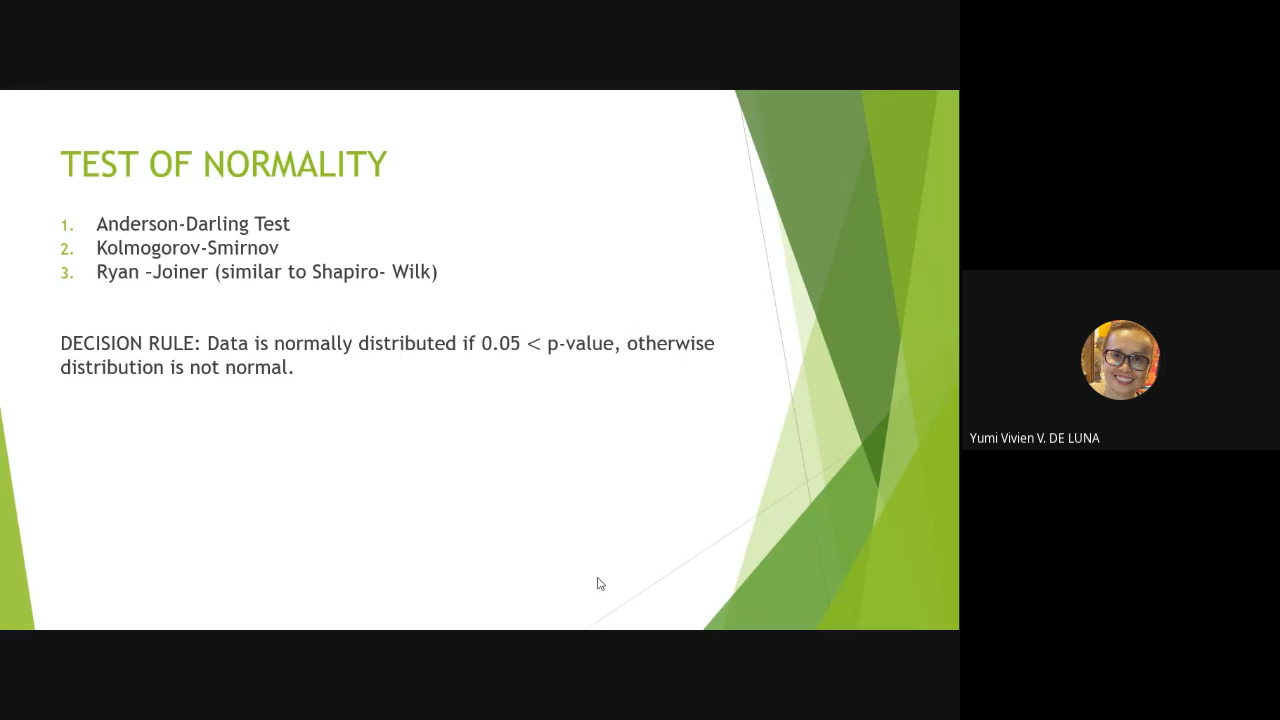 TEST OF NORMALITY
1. Anderson-Darling Test
2. Kolmogorov-Smirnov
3. Ryan –Joiner (similar to Shapiro- Wilk)
DECISION RULE: Data is normally distributed if 0.05 < p-value, otherwise
distribution is not normal.
Yumi Vivien V. DE LUNA